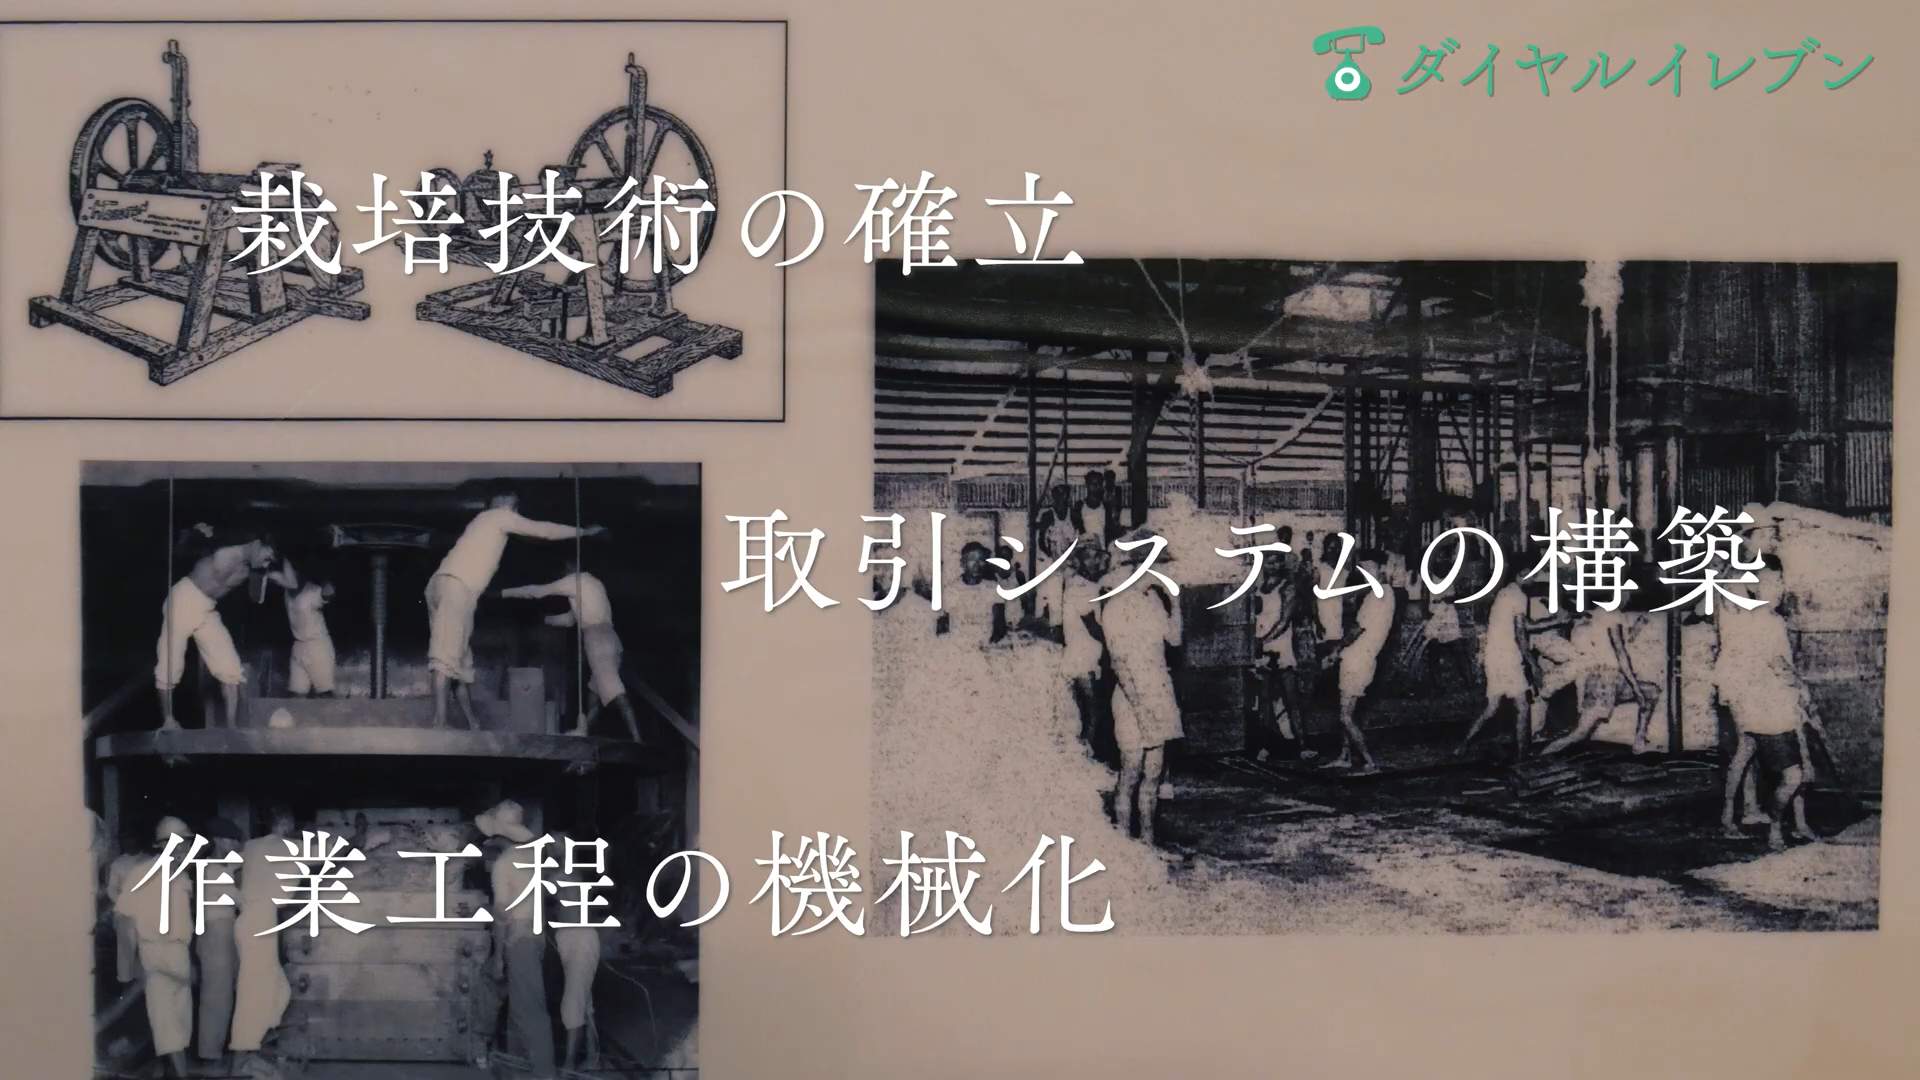 ダイヤルイレブン
栽培技術の確立
取引システムの構築
作業工程の機械化